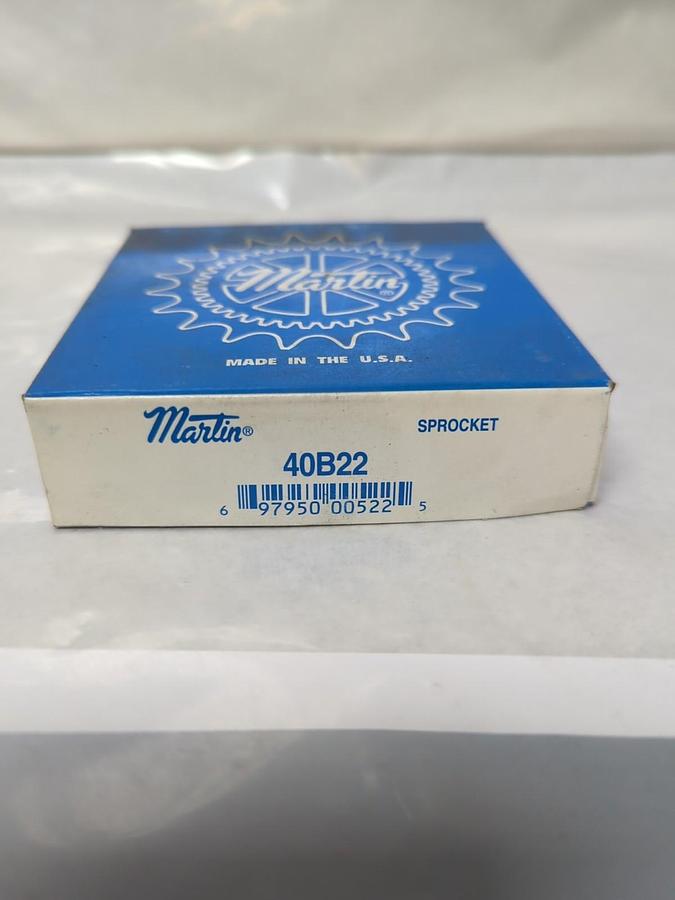 Martin®
MADE IN THE U.S.A.
Martin® SPROCKET
40B22
6 97950 00522 5